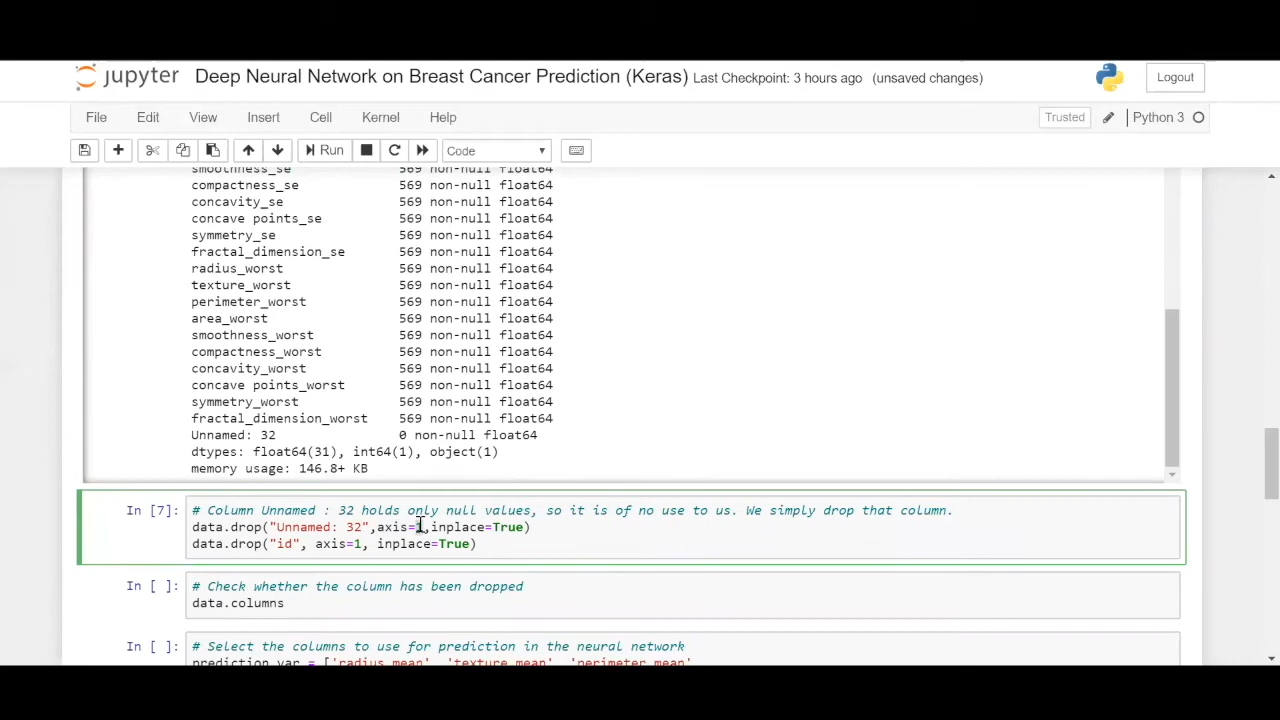 jupyter Deep Neural Network on Breast Cancer Prediction (Keras) Last Checkpoint: 3 hours ago (unsaved changes) Logout
File Edit View Insert Cell Kernel Help Trusted Python 3
Run Code
smoothness_se 569 non-null float64
compactness_se 569 non-null float64
concavity_se 569 non-null float64
concave points_se 569 non-null float64
symmetry_se 569 non-null float64
fractal_dimension_se 569 non-null float64
radius_worst 569 non-null float64
texture_worst 569 non-null float64
perimeter_worst 569 non-null float64
area_worst 569 non-null float64
smoothness_worst 569 non-null float64
compactness_worst 569 non-null float64
concavity_worst 569 non-null float64
concave points_worst 569 non-null float64
symmetry_worst 569 non-null float64
fractal_dimension_worst 569 non-null float64
Unnamed: 32 0 non-null float64
dtypes: float64(31), int64(1), object(1)
memory usage: 146.8+ KB
In [7]: # Column Unnamed : 32 holds only null values, so it is of no use to us. We simply drop that column.
data.drop("Unnamed: 32",axis=1,inplace=True)
data.drop("id", axis=1, inplace=True)
In [ ]: # Check whether the column has been dropped
data.columns
In [ ]: # Select the columns to use for prediction in the neural network
prediction_var = ['radius_mean', 'texture_mean', 'perimeter_mean'